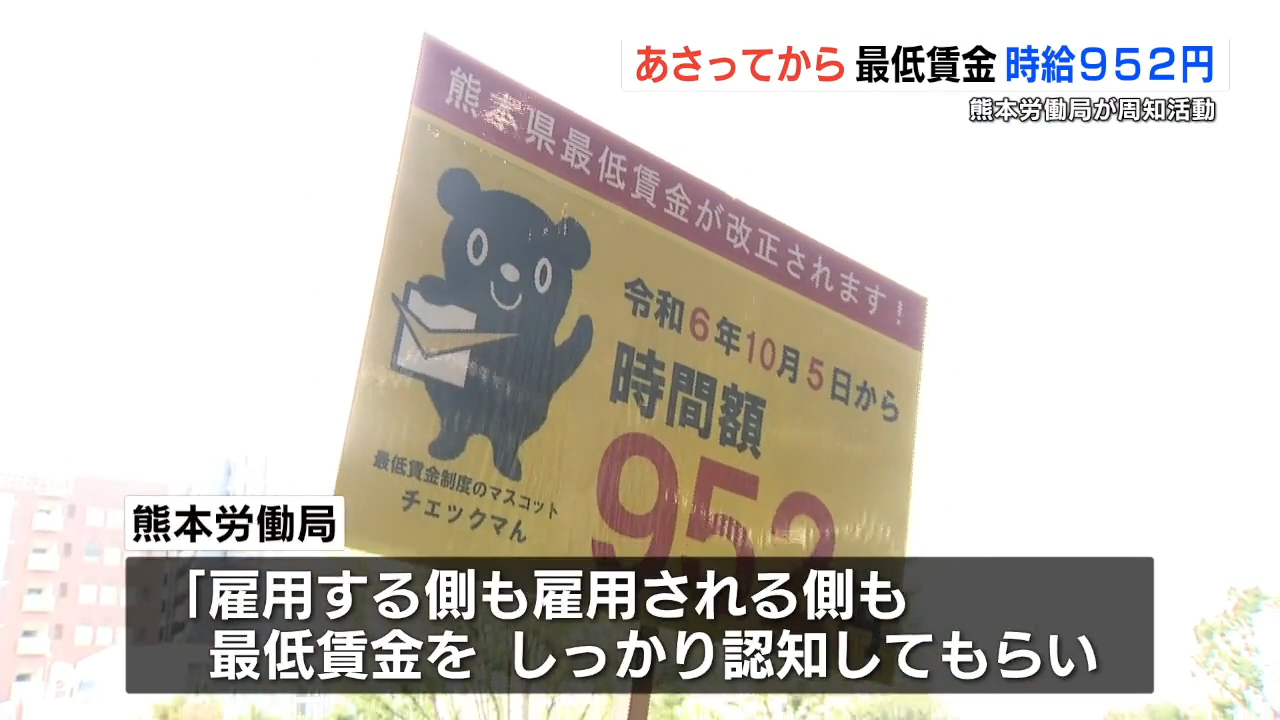 あさってから 最低賃金 時給９５２円
熊本労働局が周知活動
熊本県最低賃金が改正されます！
令和6年10月5日から
時間額
952
最低賃金制度のマスコット
チェックマん
熊本労働局
「雇用する側も雇用される側も
最低賃金を しっかり認知してもらい